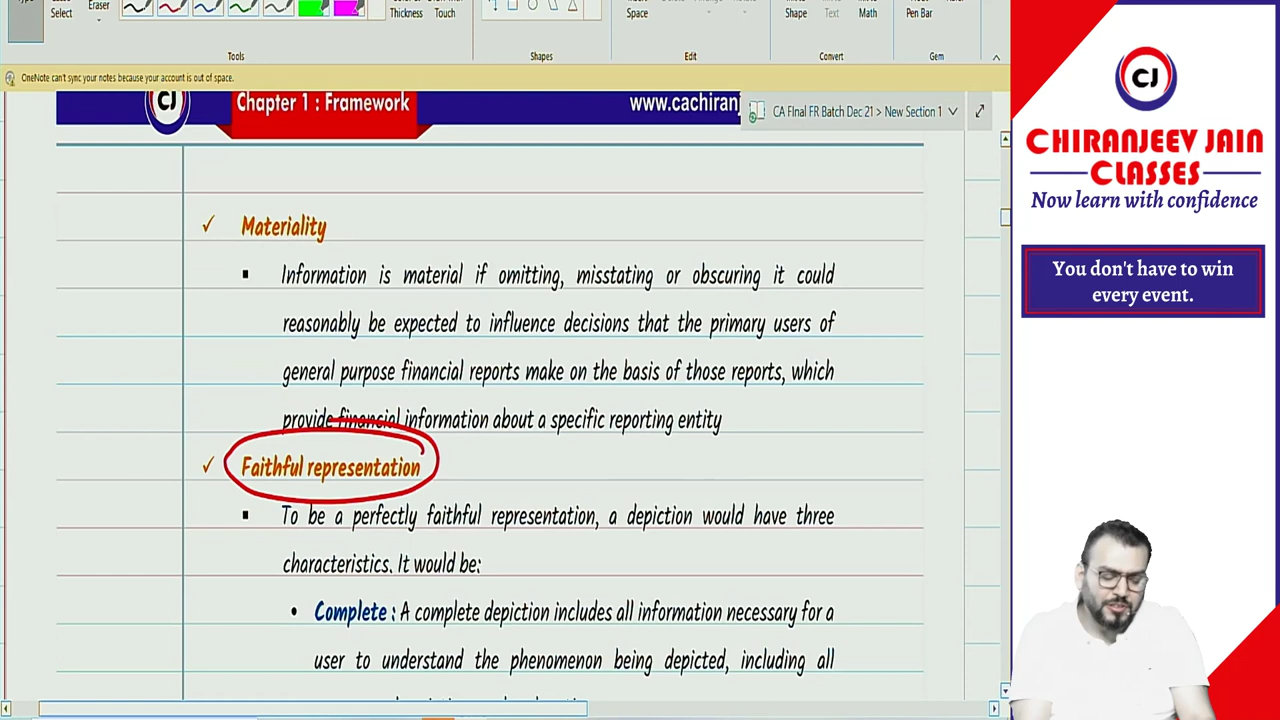 Eraser
Select
Thickness
Touch
Space
Shape
Text
Math
Pen Bar
Tools
Shapes
Edit
Convert
Gem
OneNote can't sync your notes because your account is out of space.
CJ
Chapter 1 : Framework
www.cachiranj
CA FInal FR Batch Dec 21 > New Section 1
✓ Materiality
▪ Information is material if omitting, misstating or obscuring it could
reasonably be expected to influence decisions that the primary users of
general purpose financial reports make on the basis of those reports, which
provide financial information about a specific reporting entity
✓ Faithful representation
▪ To be a perfectly faithful representation, a depiction would have three
characteristics. It would be:
• Complete : A complete depiction includes all information necessary for a
user to understand the phenomenon being depicted, including all
CJ
CHIRANJEEV JAIN
CLASSES
Now learn with confidence
You don't have to win
every event.